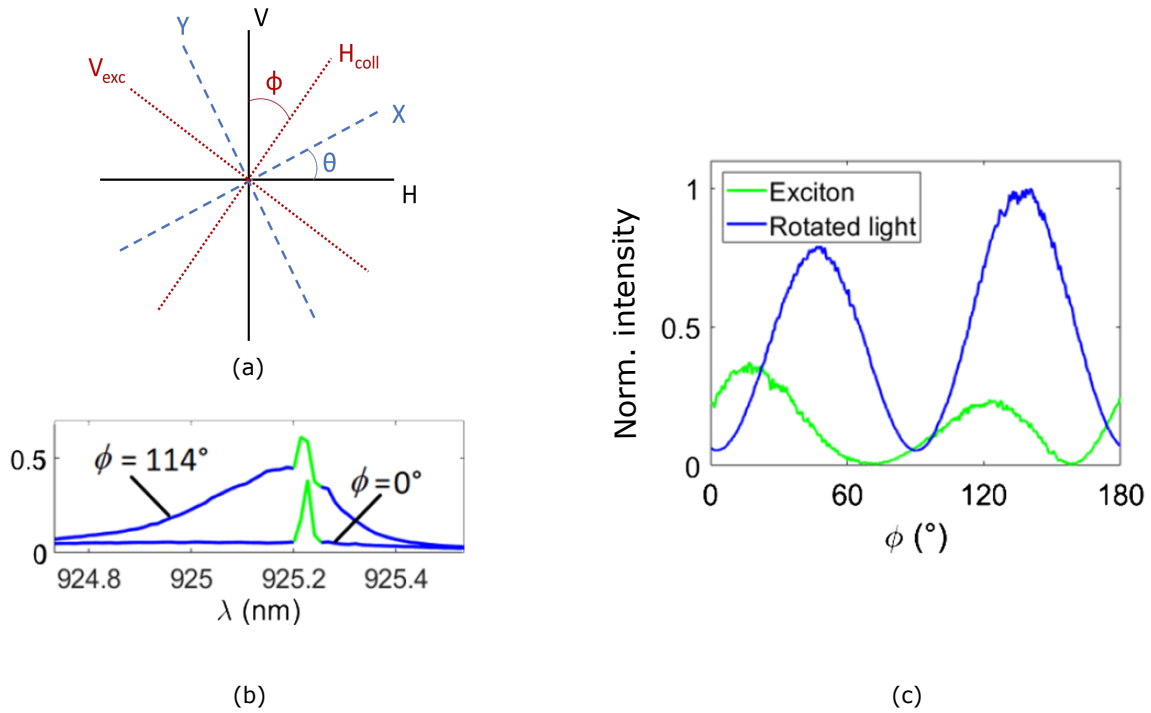 Y
V
V_exc
ϕ
H_coll
X
θ
H
(a)
0.5
0
ϕ = 114°
ϕ = 0°
924.8
925
925.2
925.4
λ (nm)
(b)
Exciton
Rotated light
Norm. intensity
1
0.5
0
0
60
120
180
ϕ (°)
(c)